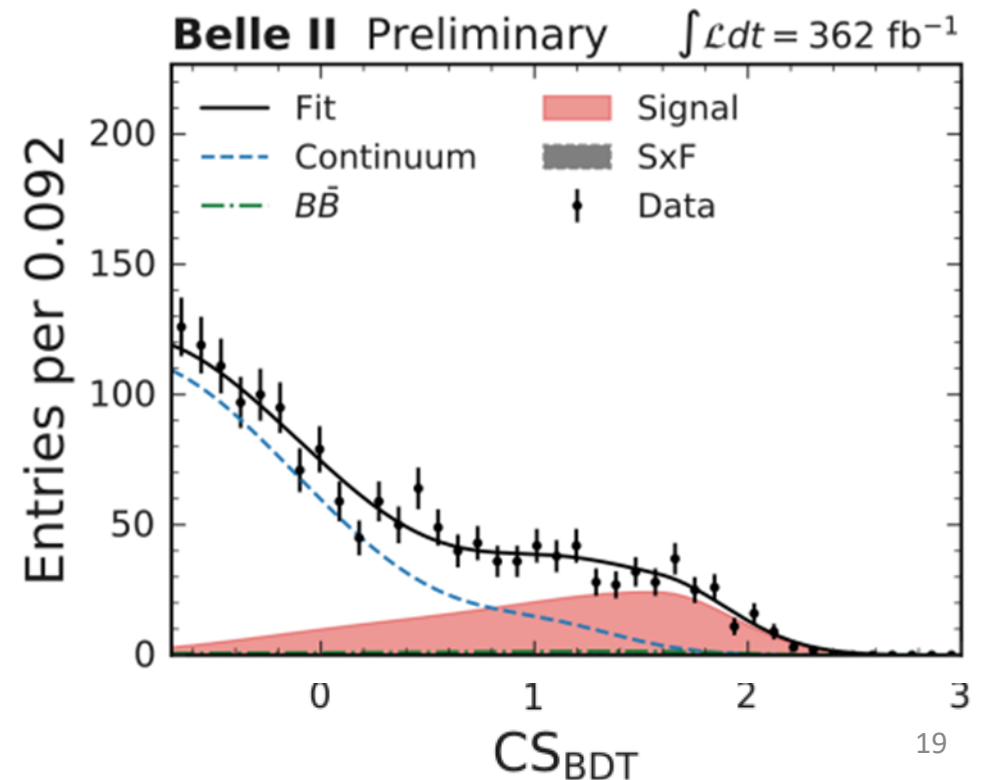 Belle II Preliminary ∫ℒdt = 362 fb⁻¹
Fit
Continuum
BB̄
Signal
SxF
Data
Entries per 0.092
200
150
100
50
0
0 1 2 3
CS_BDT
19